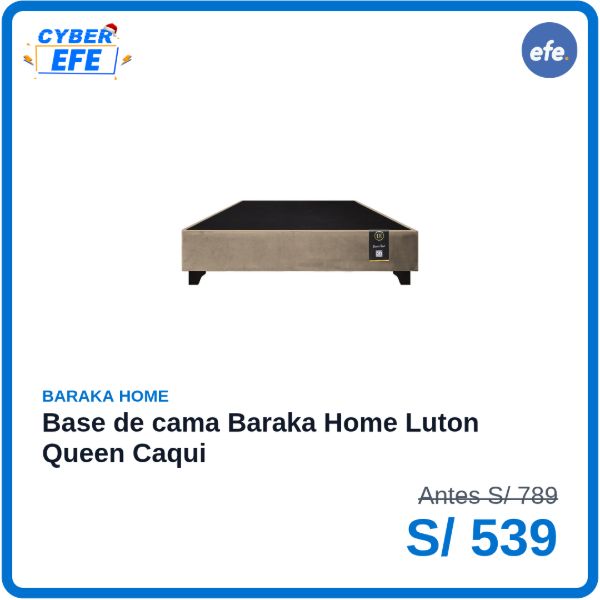 CYBER
EFE
efe.
BARAKA HOME
Base de cama Baraka Home Luton
Queen Caqui
Antes S/ 789
S/ 539